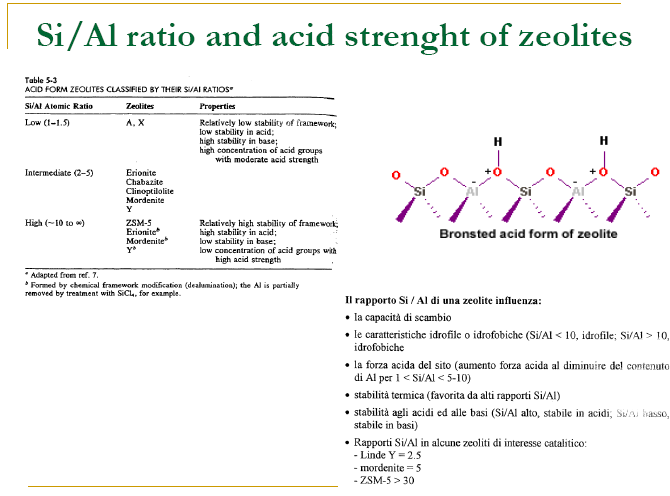 Si/Al ratio and acid strenght of zeolites
Table 5-3
ACID FORM ZEOLITES CLASSIFIED BY THEIR Si/Al RATIOSᵃ
Si/Al Atomic Ratio Zeolites Properties
Low (1–1.5) A, X Relatively low stability of framework;
low stability in acid;
high stability in base;
high concentration of acid groups
with moderate acid strength
Intermediate (2–5) Erionite
Chabazite
Clinoptilolite
Mordenite
Y
High (~10 to ∞) ZSM-5 Relatively high stability of framework;
Erioniteᵇ high stability in acid;
Mordeniteᵇ low stability in base;
Yᵇ low concentration of acid groups with
high acid strength
ᵃ Adapted from ref. 7.
ᵇ Formed by chemical framework modification (dealumination); the Al is partially
removed by treatment with SiCl₄, for example.
H H
O O +O O +O O
Si - Al Si - Al Si
Bronsted acid form of zeolite
Il rapporto Si / Al di una zeolite influenza:
• la capacità di scambio
• le caratteristiche idrofile o idrofobiche (Si/Al < 10, idrofile; Si/Al > 10,
idrofobiche
• la forza acida del sito (aumento forza acida al diminuire del contenuto
di Al per 1 < Si/Al < 5-10)
• stabilità termica (favorita da alti rapporti Si/Al)
• stabilità agli acidi ed alle basi (Si/Al alto, stabile in acidi; Si/Al basso,
stabile in basi)
• Rapporti Si/Al in alcune zeoliti di interesse catalitico:
- Linde Y = 2.5
- mordenite = 5
- ZSM-5 > 30